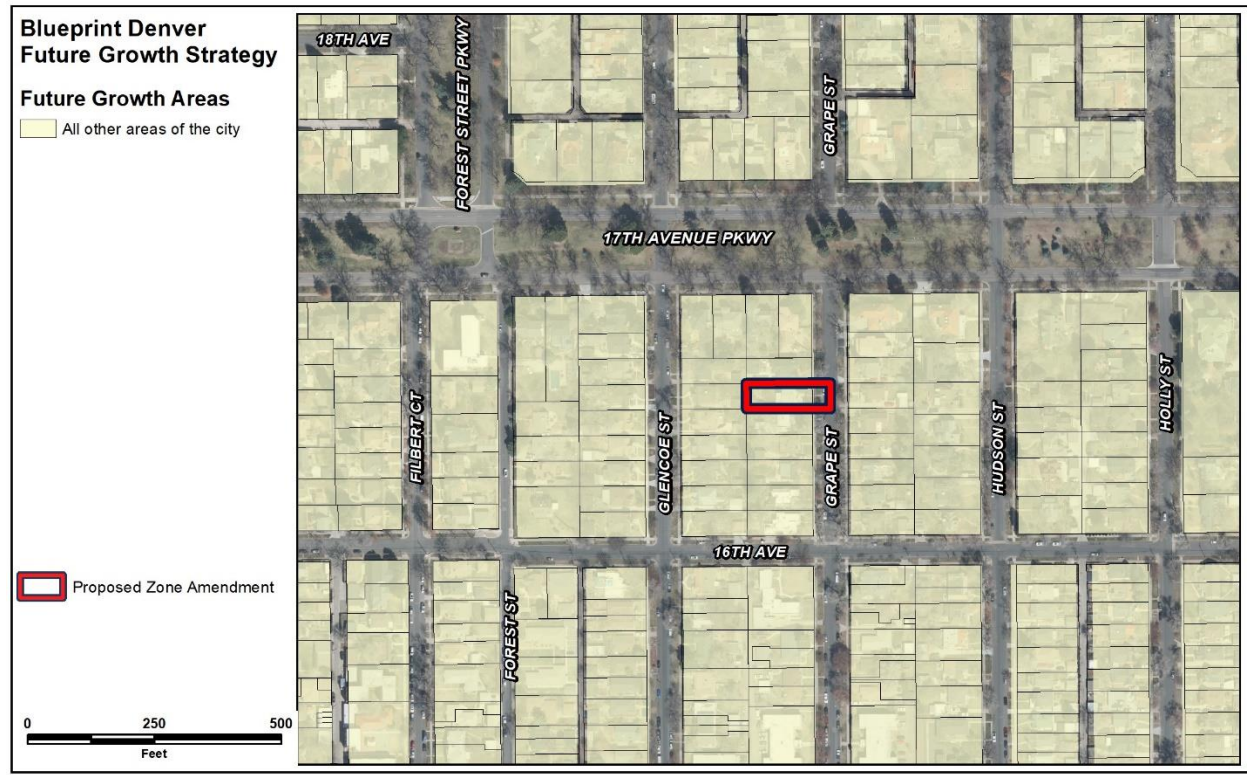 Blueprint Denver
Future Growth Strategy
Future Growth Areas
All other areas of the city
Proposed Zone Amendment
0 250 500
Feet
18TH AVE
FOREST STREET PKWY
GRAPE ST
17TH AVENUE PKWY
FILBERT CT
GLENCOE ST
GRAPE ST
HUDSON ST
HOLLY ST
16TH AVE
FOREST ST